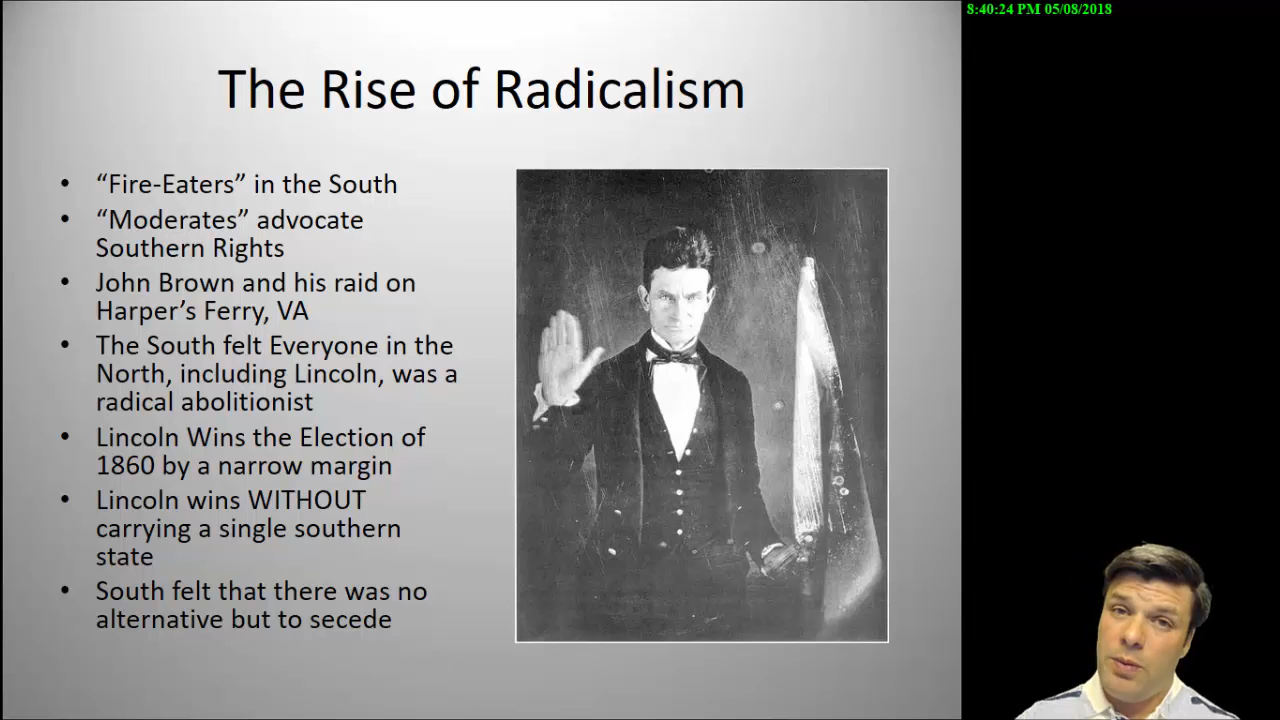 8:40:24 PM 05/08/2018
The Rise of Radicalism
• “Fire-Eaters” in the South
• “Moderates” advocate
Southern Rights
• John Brown and his raid on
Harper’s Ferry, VA
• The South felt Everyone in the
North, including Lincoln, was a
radical abolitionist
• Lincoln Wins the Election of
1860 by a narrow margin
• Lincoln wins WITHOUT
carrying a single southern
state
• South felt that there was no
alternative but to secede